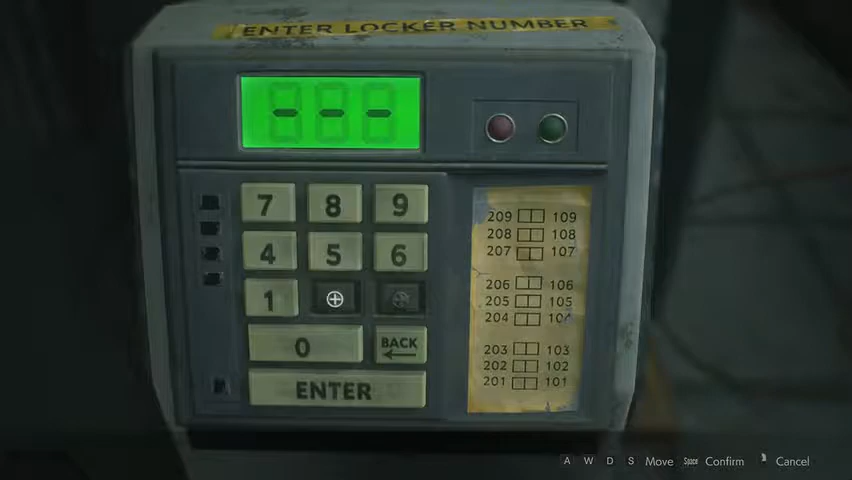 ENTER LOCKER NUMBER
- - -
7 8 9
4 5 6
1
0 BACK
ENTER
209 109
208 108
207 107
206 106
205 105
204 104
203 103
202 102
201 101
A W D S Move Space Confirm Cancel